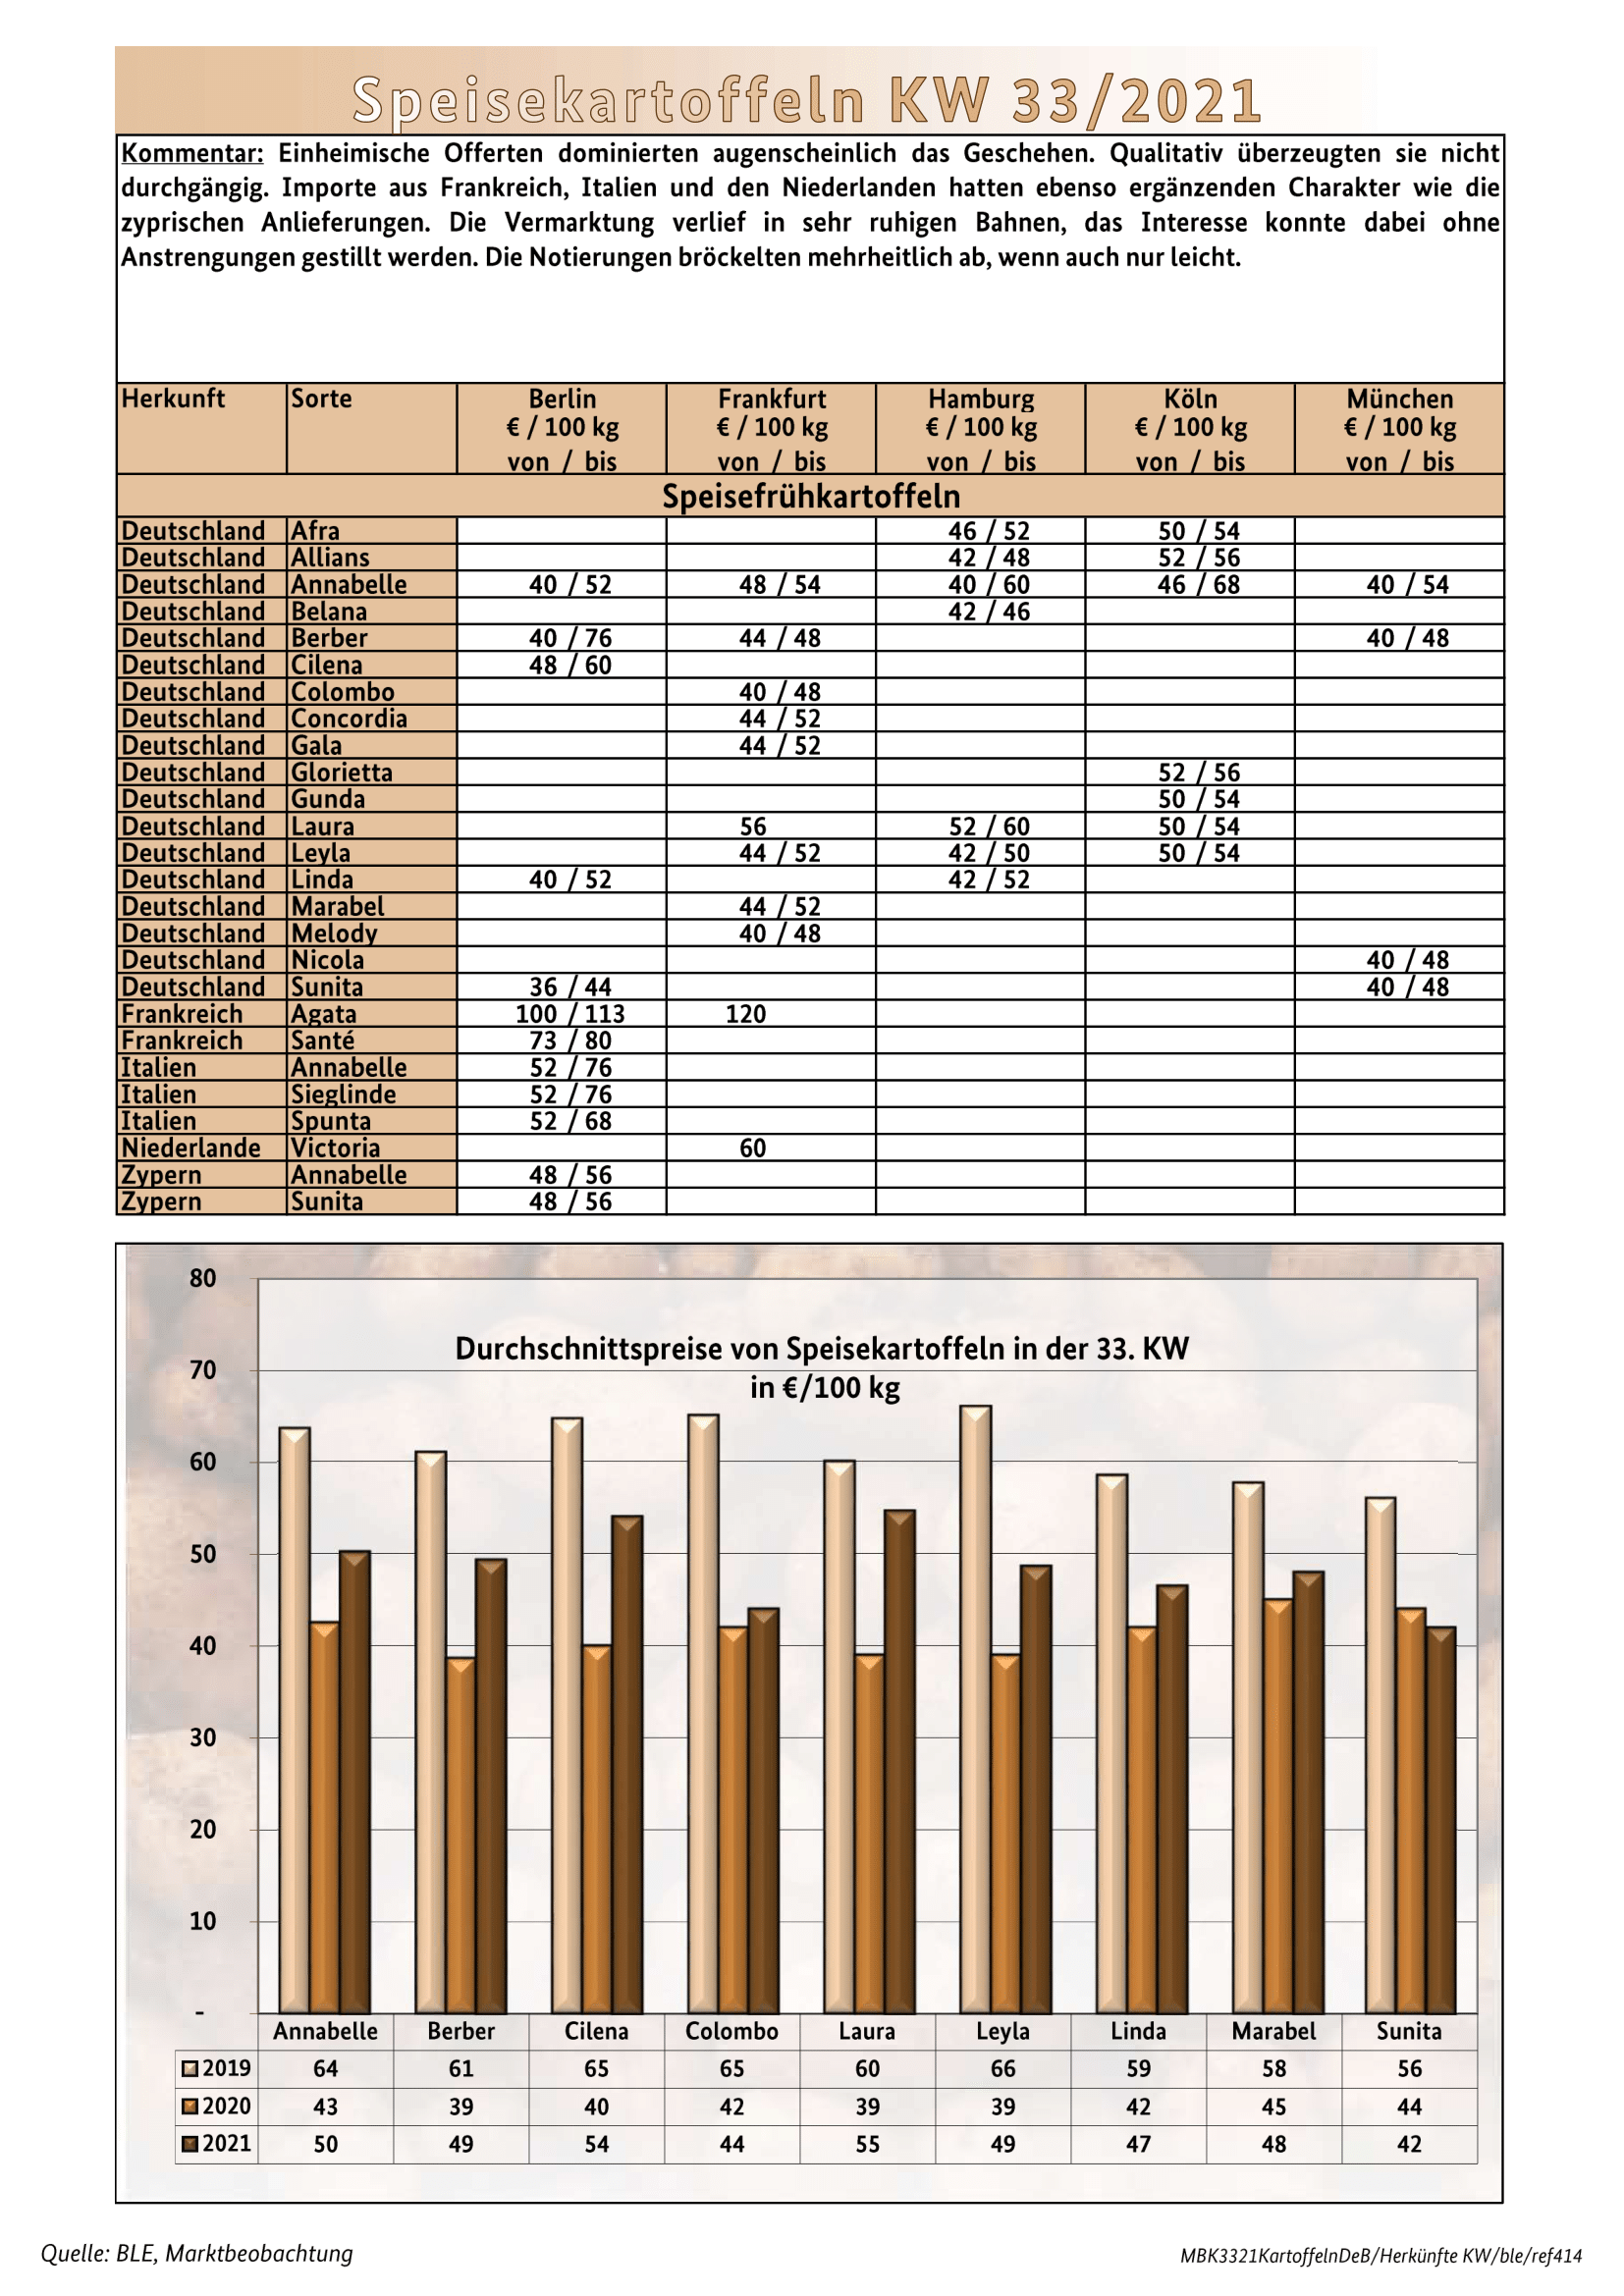 Speisekartoffeln KW 33/2021
Kommentar: Einheimische Offerten dominierten augenscheinlich das Geschehen. Qualitativ überzeugten sie nicht
durchgängig. Importe aus Frankreich, Italien und den Niederlanden hatten ebenso ergänzenden Charakter wie die
zyprischen Anlieferungen. Die Vermarktung verlief in sehr ruhigen Bahnen, das Interesse konnte dabei ohne
Anstrengungen gestillt werden. Die Notierungen bröckelten mehrheitlich ab, wenn auch nur leicht.
Herkunft Sorte Berlin Frankfurt Hamburg Köln München
€ / 100 kg € / 100 kg € / 100 kg € / 100 kg € / 100 kg
von / bis von / bis von / bis von / bis von / bis
Speisefrühkartoffeln
Deutschland Afra 46 / 52 50 / 54
Deutschland Allians 42 / 48 52 / 56
Deutschland Annabelle 40 / 52 48 / 54 40 / 60 46 / 68 40 / 54
Deutschland Belana 42 / 46
Deutschland Berber 40 / 76 44 / 48 40 / 48
Deutschland Cilena 48 / 60
Deutschland Colombo 40 / 48
Deutschland Concordia 44 / 52
Deutschland Gala 44 / 52
Deutschland Glorietta 52 / 56
Deutschland Gunda 50 / 54
Deutschland Laura 56 52 / 60 50 / 54
Deutschland Leyla 44 / 52 42 / 50 50 / 54
Deutschland Linda 40 / 52 42 / 52
Deutschland Marabel 44 / 52
Deutschland Melody 40 / 48
Deutschland Nicola 40 / 48
Deutschland Sunita 36 / 44 40 / 48
Frankreich Agata 100 / 113 120
Frankreich Santé 73 / 80
Italien Annabelle 52 / 76
Italien Sieglinde 52 / 76
Italien Spunta 52 / 68
Niederlande Victoria 60
Zypern Annabelle 48 / 56
Zypern Sunita 48 / 56
Durchschnittspreise von Speisekartoffeln in der 33. KW
in €/100 kg
80
70
60
50
40
30
20
10
-
Annabelle Berber Cilena Colombo Laura Leyla Linda Marabel Sunita
2019 64 61 65 65 60 66 59 58 56
2020 43 39 40 42 39 39 42 45 44
2021 50 49 54 44 55 49 47 48 42
Quelle: BLE, Marktbeobachtung
MBK3321KartoffelnDeB/Herkünfte KW/ble/ref414